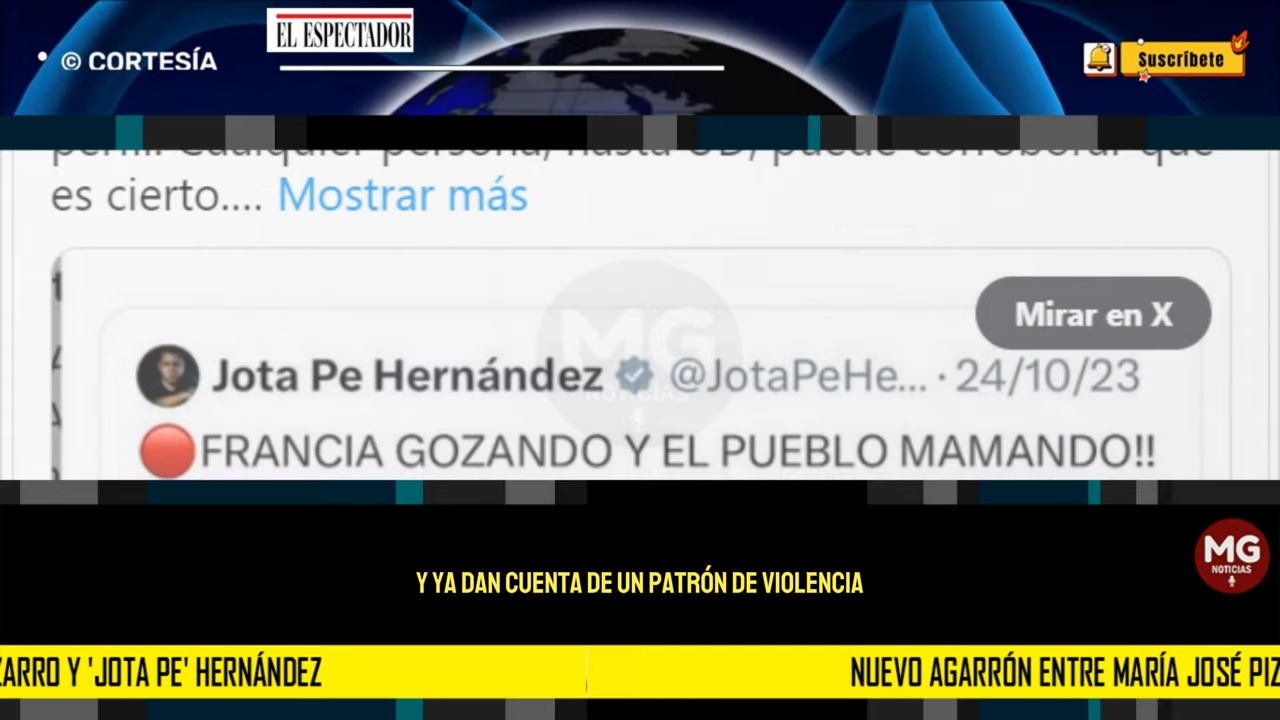 EL ESPECTADOR
© CORTESÍA
Suscríbete
es cierto.... Mostrar más
Mirar en X
Jota Pe Hernández @JotaPeHe... · 24/10/23
FRANCIA GOZANDO Y EL PUEBLO MAMANDO!!
MG
NOTICIAS
MG
NOTICIAS
Y YA DAN CUENTA DE UN PATRÓN DE VIOLENCIA
ZARRO Y 'JOTA PE' HERNÁNDEZ
NUEVO AGARRÓN ENTRE MARÍA JOSÉ PIZ